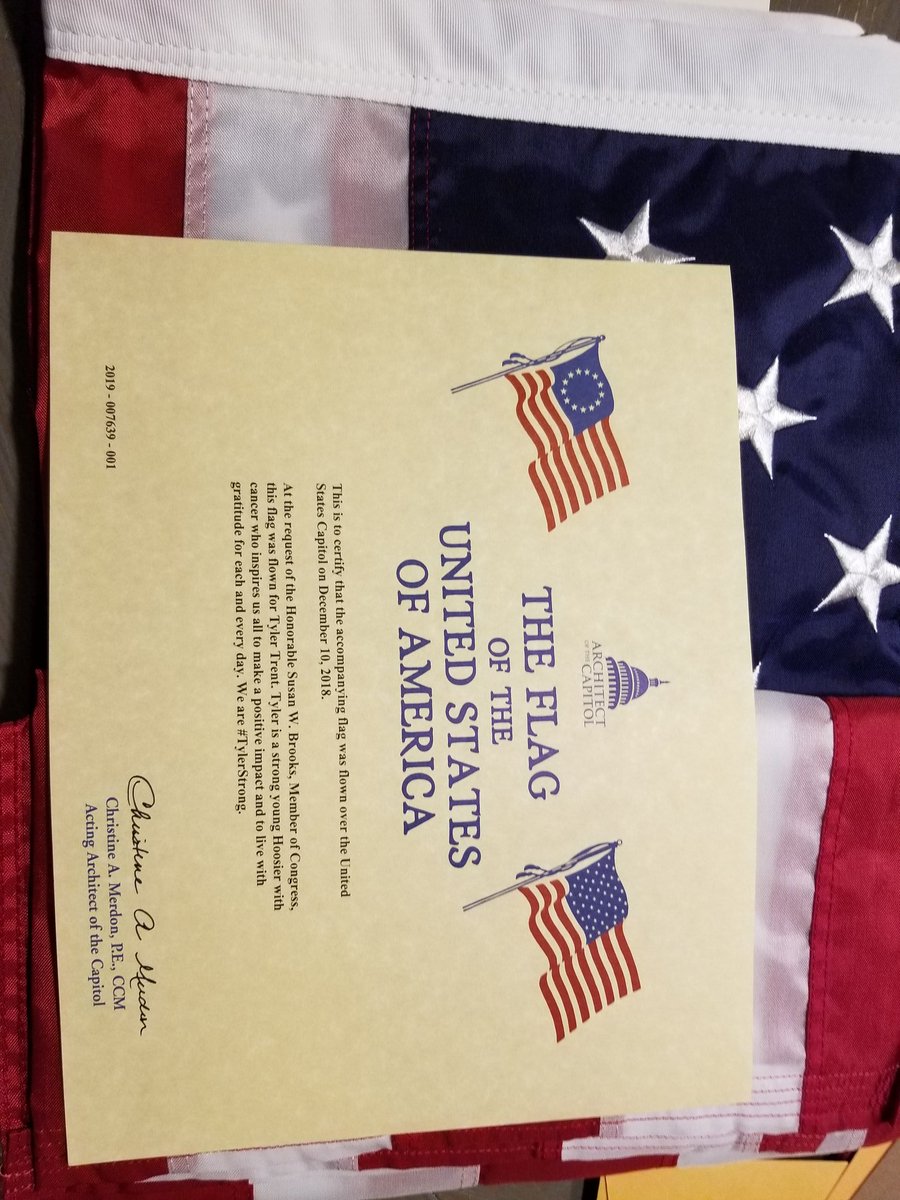 ARCHITECT
OF THE CAPITOL
THE FLAG
OF THE
UNITED STATES
OF AMERICA
This is to certify that the accompanying flag was flown over the United
States Capitol on December 10, 2018.
At the request of the Honorable Susan W. Brooks, Member of Congress,
this flag was flown for Tyler Trent. Tyler is a strong young Hoosier with
cancer who inspires us all to make a positive impact and to live with
gratitude for each and every day. We are #TylerStrong.
Christine A Merdon
Christine A. Merdon, P.E., CCM
Acting Architect of the Capitol
2019 - 007639 - 001